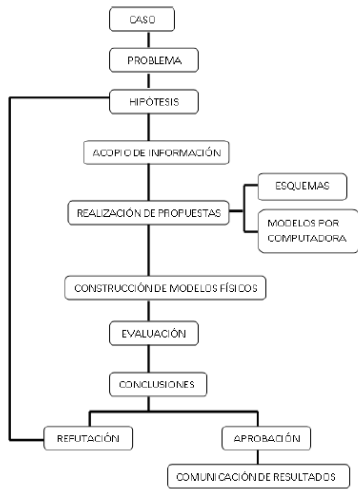 CASO
PROBLEMA
HIPÓTESIS
ACOPIO DE INFORMACIÓN
ESQUEMAS
REALIZACIÓN DE PROPUESTAS
MODELOS POR
COMPUTADORA
CONSTRUCCIÓN DE MODELOS FÍSICOS
EVALUACIÓN
CONCLUSIONES
REFUTACIÓN
APROBACIÓN
COMUNICACIÓN DE RESULTADOS